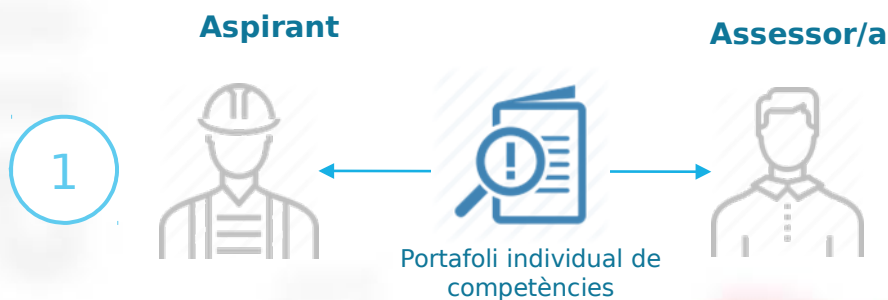 Aspirant
Assessor/a
1
Portafoli individual de
competències